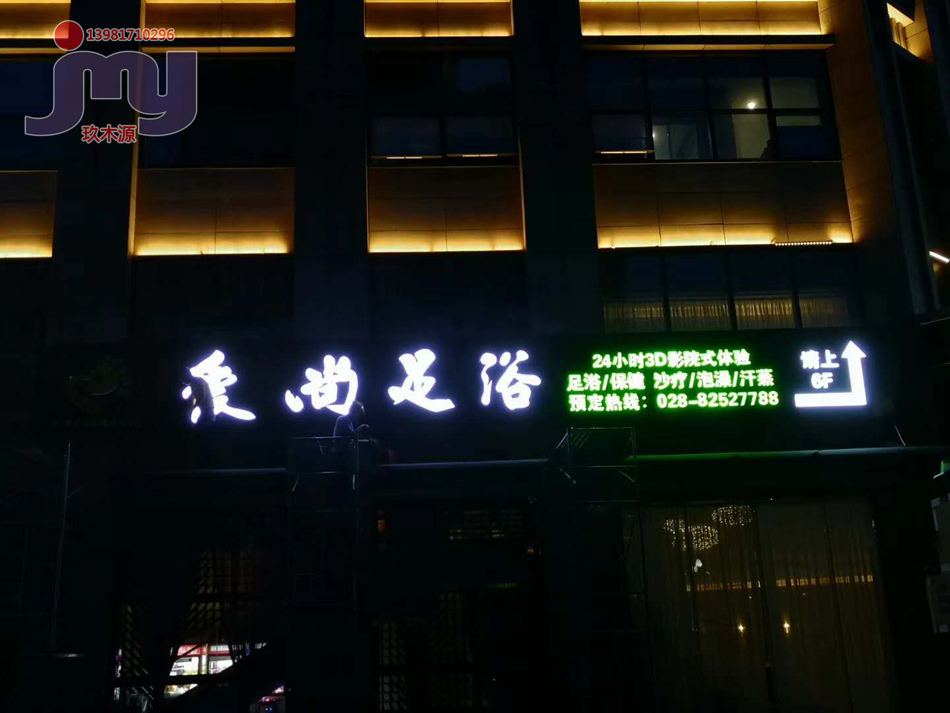 13981710296
JMY
玖木源
爱尚足浴
24小时3D影院式体验
足浴/保健 沙疗/泡澡/汗蒸
预定热线：028-82527788
请上
6F